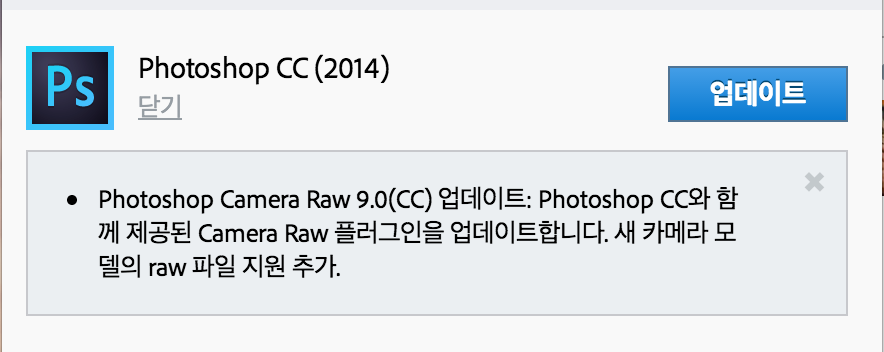 Ps
Photoshop CC (2014)
닫기
업데이트
Photoshop Camera Raw 9.0(CC) 업데이트: Photoshop CC와 함
께 제공된 Camera Raw 플러그인을 업데이트합니다. 새 카메라 모
델의 raw 파일 지원 추가.